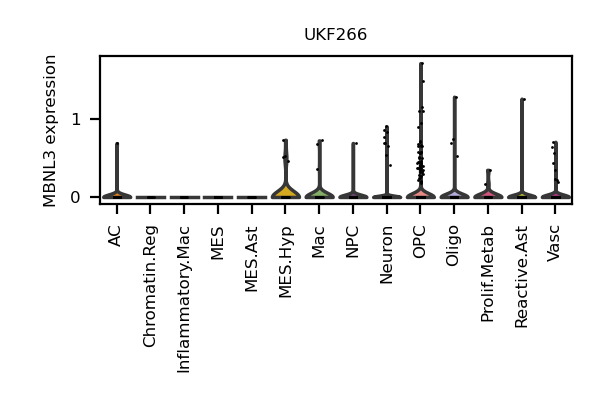 UKF266
MBNL3 expression
1
0
AC
Chromatin.Reg
Inflammatory.Mac
MES
MES.Ast
MES.Hyp
Mac
NPC
Neuron
OPC
Oligo
Prolif.Metab
Reactive.Ast
Vasc